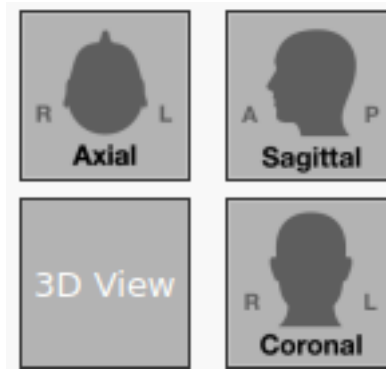 R L
Axial
A P
Sagittal
3D View
R L
Coronal